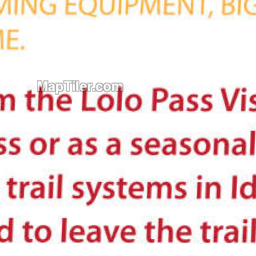 MING EQUIPMENT, BIG
ME.
MapTiler.com
m the Lolo Pass Vis
ss or as a seasonal
trail systems in Id
d to leave the trail